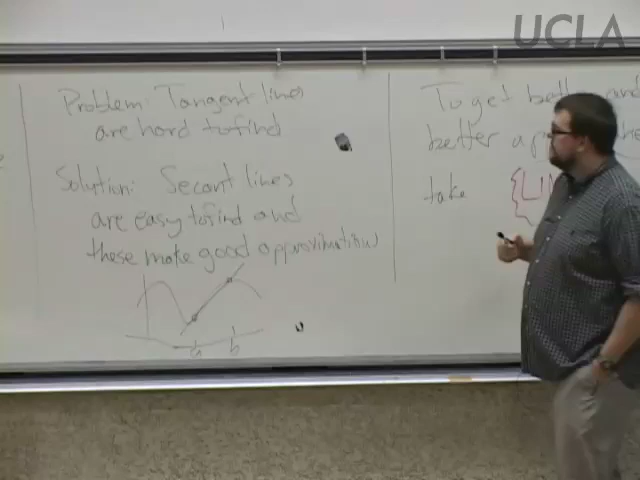 UCLA
Problem: Tangent lines
are hard to find
Solution: Secant lines
are easy to find and
these make good approximation
a b
To get better and
better
take